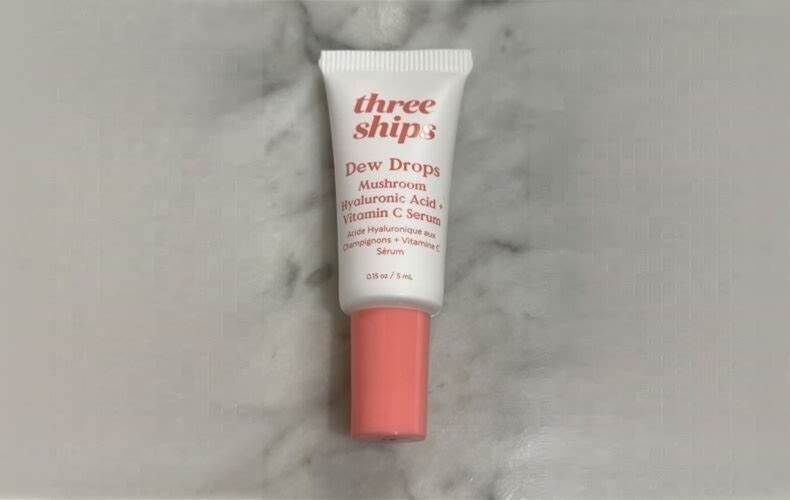 three
ships
Dew Drops
Mushroom
Hyaluronic Acid +
Vitamin C Serum
Acide Hyaluronique aux
Champignons + Vitamine C
Sérum
0.15 oz / 5 mL